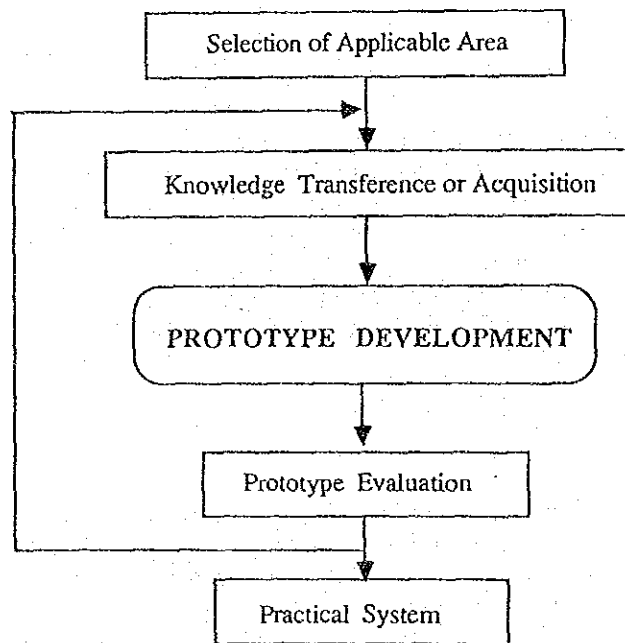 Selection of Applicable Area
Knowledge Transference or Acquisition
PROTOTYPE DEVELOPMENT
Prototype Evaluation
Practical System